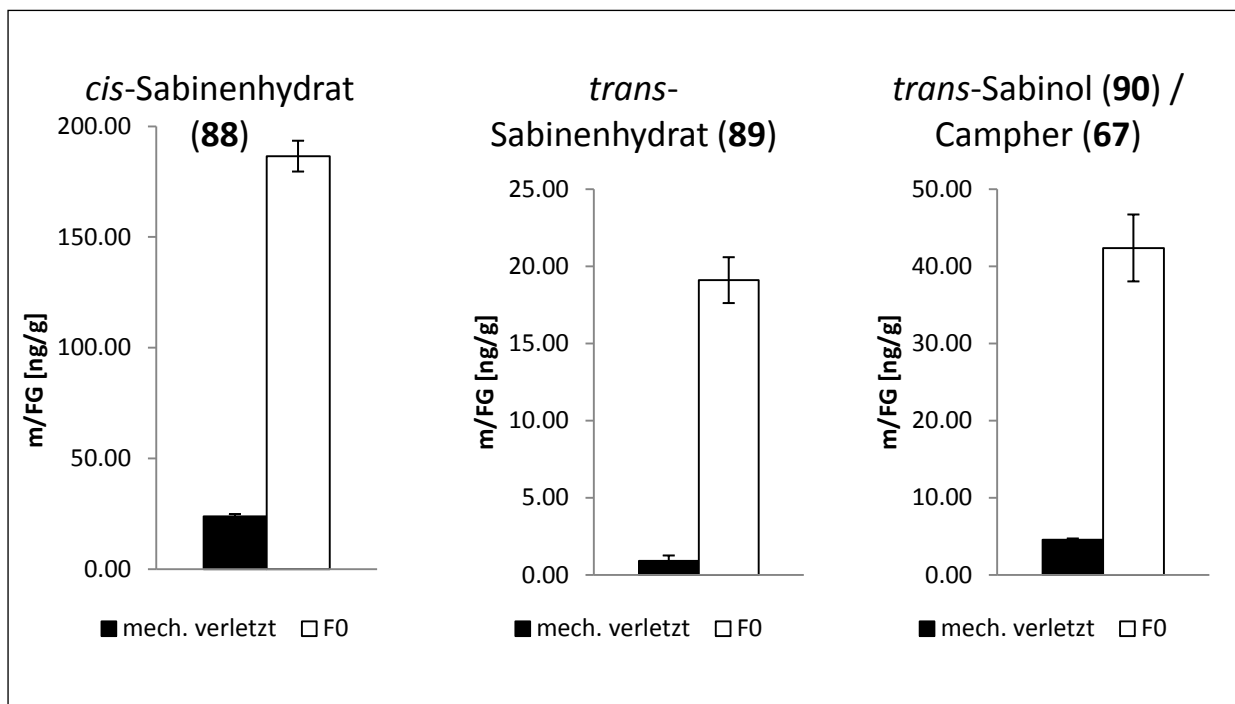 cis-Sabinenhydrat
(88)
200.00
150.00
100.00
50.00
0.00
m/FG [ng/g]
mech. verletzt F0
trans-
Sabinenhydrat (89)
25.00
20.00
15.00
10.00
5.00
0.00
m/FG [ng/g]
mech. verletzt F0
trans-Sabinol (90) /
Campher (67)
50.00
40.00
30.00
20.00
10.00
0.00
m/FG [ng/g]
mech. verletzt F0